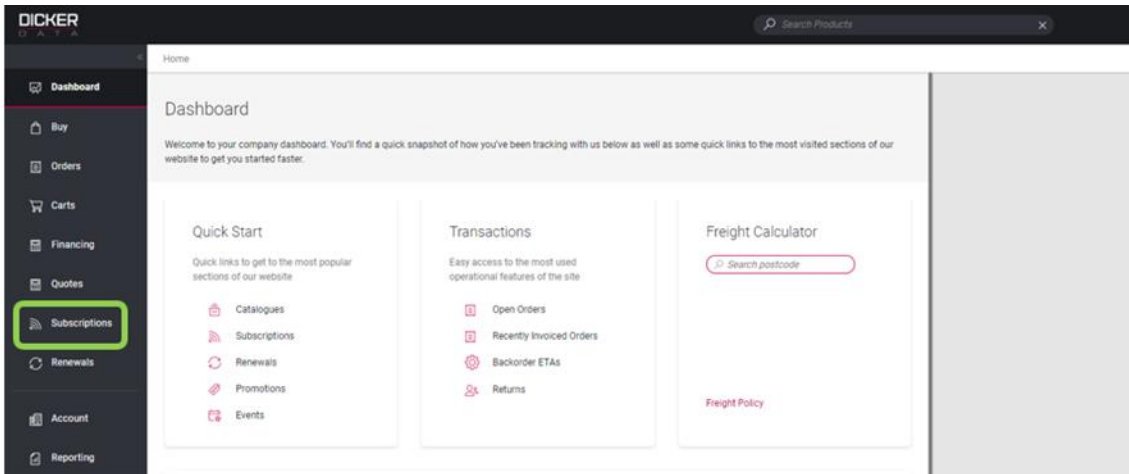 DICKER
DATA
Search Products
Home
Dashboard
Buy
Orders
Carts
Financing
Quotes
Subscriptions
Renewals
Account
Reporting
Dashboard
Welcome to your company dashboard. You'll find a quick snapshot of how you've been tracking with us below as well as some quick links to the most visited sections of our
website to get you started faster.
Quick Start
Quick links to get to the most popular
sections of our website
Catalogues
Subscriptions
Renewals
Promotions
Events
Transactions
Easy access to the most used
operational features of the site
Open Orders
Recently Invoiced Orders
Backorder ETAs
Returns
Freight Calculator
Search postcode
Freight Policy